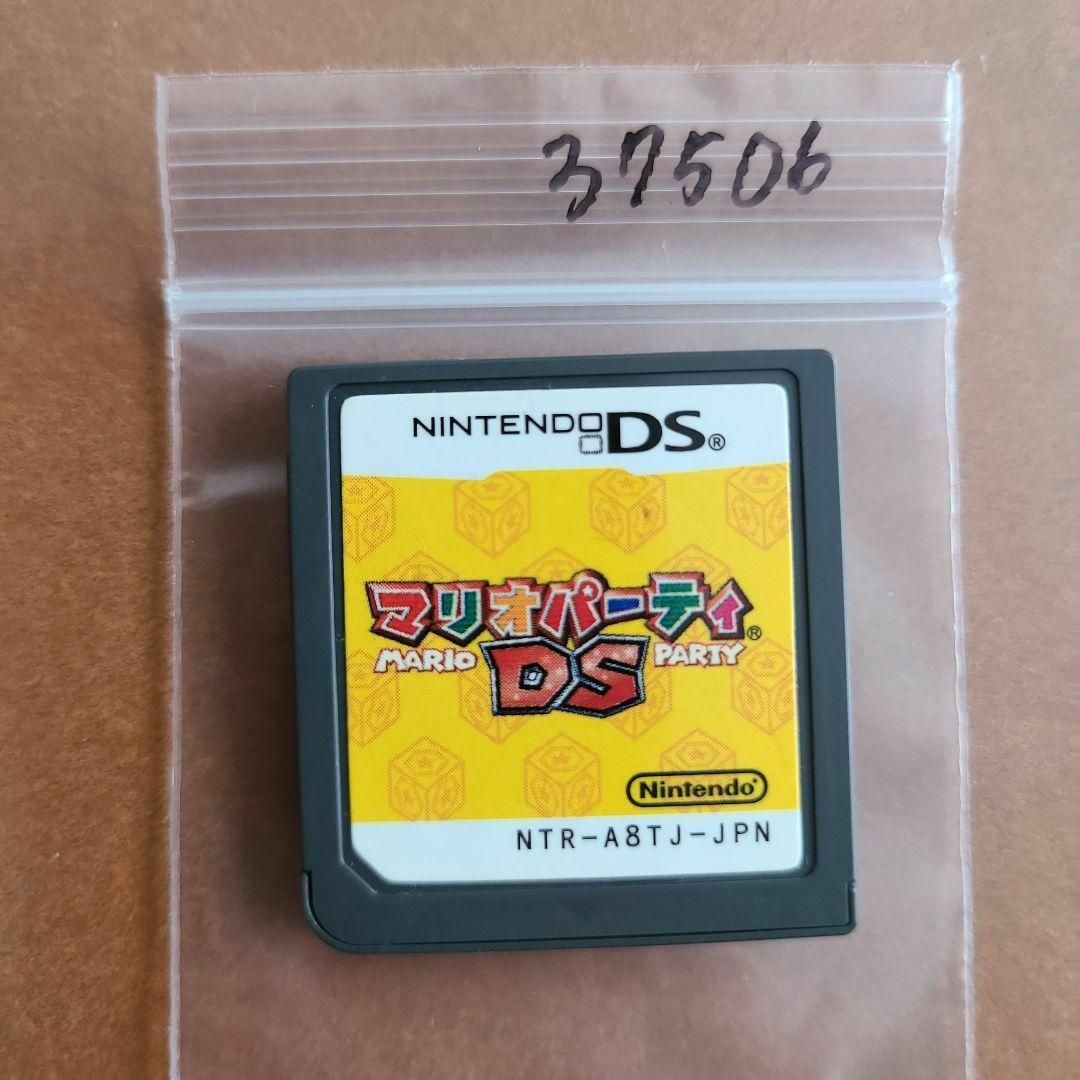 37506
NINTENDO DS®
マリオパーティ®
MARIO DS PARTY
Nintendo®
NTR-A8TJ-JPN